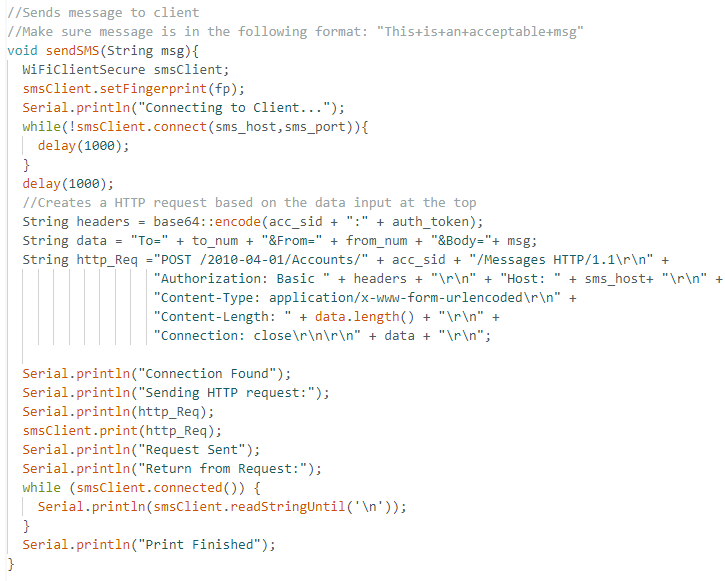 //Sends message to client
//Make sure message is in the following format: "This+is+an+acceptable+msg"
void sendSMS(String msg){
  WiFiClientSecure smsClient;
  smsClient.setFingerprint(fp);
  Serial.println("Connecting to Client...");
  while(!smsClient.connect(sms_host,sms_port)){
    delay(1000);
  }
  delay(1000);
  //Creates a HTTP request based on the data input at the top
  String headers = base64::encode(acc_sid + ":" + auth_token);
  String data = "To=" + to_num + "&From=" + from_num + "&Body="+ msg;
  String http_Req ="POST /2010-04-01/Accounts/" + acc_sid + "/Messages HTTP/1.1\r\n" +
                   "Authorization: Basic " + headers + "\r\n" + "Host: " + sms_host+ "\r\n" +
                   "Content-Type: application/x-www-form-urlencoded\r\n" +
                   "Content-Length: " + data.length() + "\r\n" +
                   "Connection: close\r\n\r\n" + data + "\r\n";
  Serial.println("Connection Found");
  Serial.println("Sending HTTP request:");
  Serial.println(http_Req);
  smsClient.print(http_Req);
  Serial.println("Request Sent");
  Serial.println("Return from Request:");
  while (smsClient.connected()) {
    Serial.println(smsClient.readStringUntil('\n'));
  }
  Serial.println("Print Finished");
}